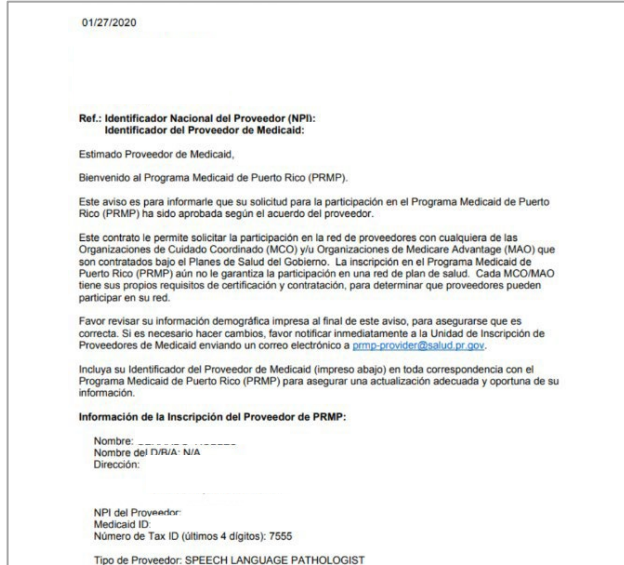 01/27/2020
Ref.: Identificador Nacional del Proveedor (NPI):
Identificador del Proveedor de Medicaid:
Estimado Proveedor de Medicaid,
Bienvenido al Programa Medicaid de Puerto Rico (PRMP).
Este aviso es para informarle que su solicitud para la participación en el Programa Medicaid de Puerto
Rico (PRMP) ha sido aprobada según el acuerdo del proveedor.
Este contrato le permite solicitar la participación en la red de proveedores con cualquiera de las
Organizaciones de Cuidado Coordinado (MCO) y/u Organizaciones de Medicare Advantage (MAO) que
son contratados bajo el Planes de Salud del Gobierno. La inscripción en el Programa Medicaid de
Puerto Rico (PRMP) aún no le garantiza la participación en una red de plan de salud. Cada MCO/MAO
tiene sus propios requisitos de certificación y contratación, para determinar que proveedores pueden
participar en su red.
Favor revisar su información demográfica impresa al final de este aviso, para asegurarse que es
correcta. Si es necesario hacer cambios, favor notificar inmediatamente a la Unidad de Inscripción de
Proveedores de Medicaid enviando un correo electrónico a prmp-provider@salud.pr.gov.
Incluya su Identificador del Proveedor de Medicaid (impreso abajo) en toda correspondencia con el
Programa Medicaid de Puerto Rico (PRMP) para asegurar una actualización adecuada y oportuna de su
información.
Información de la Inscripción del Proveedor de PRMP:
Nombre:
Nombre del D/B/A: N/A
Dirección:
NPI del Proveedor:
Medicaid ID:
Número de Tax ID (últimos 4 dígitos): 7555
Tipo de Proveedor: SPEECH LANGUAGE PATHOLOGIST